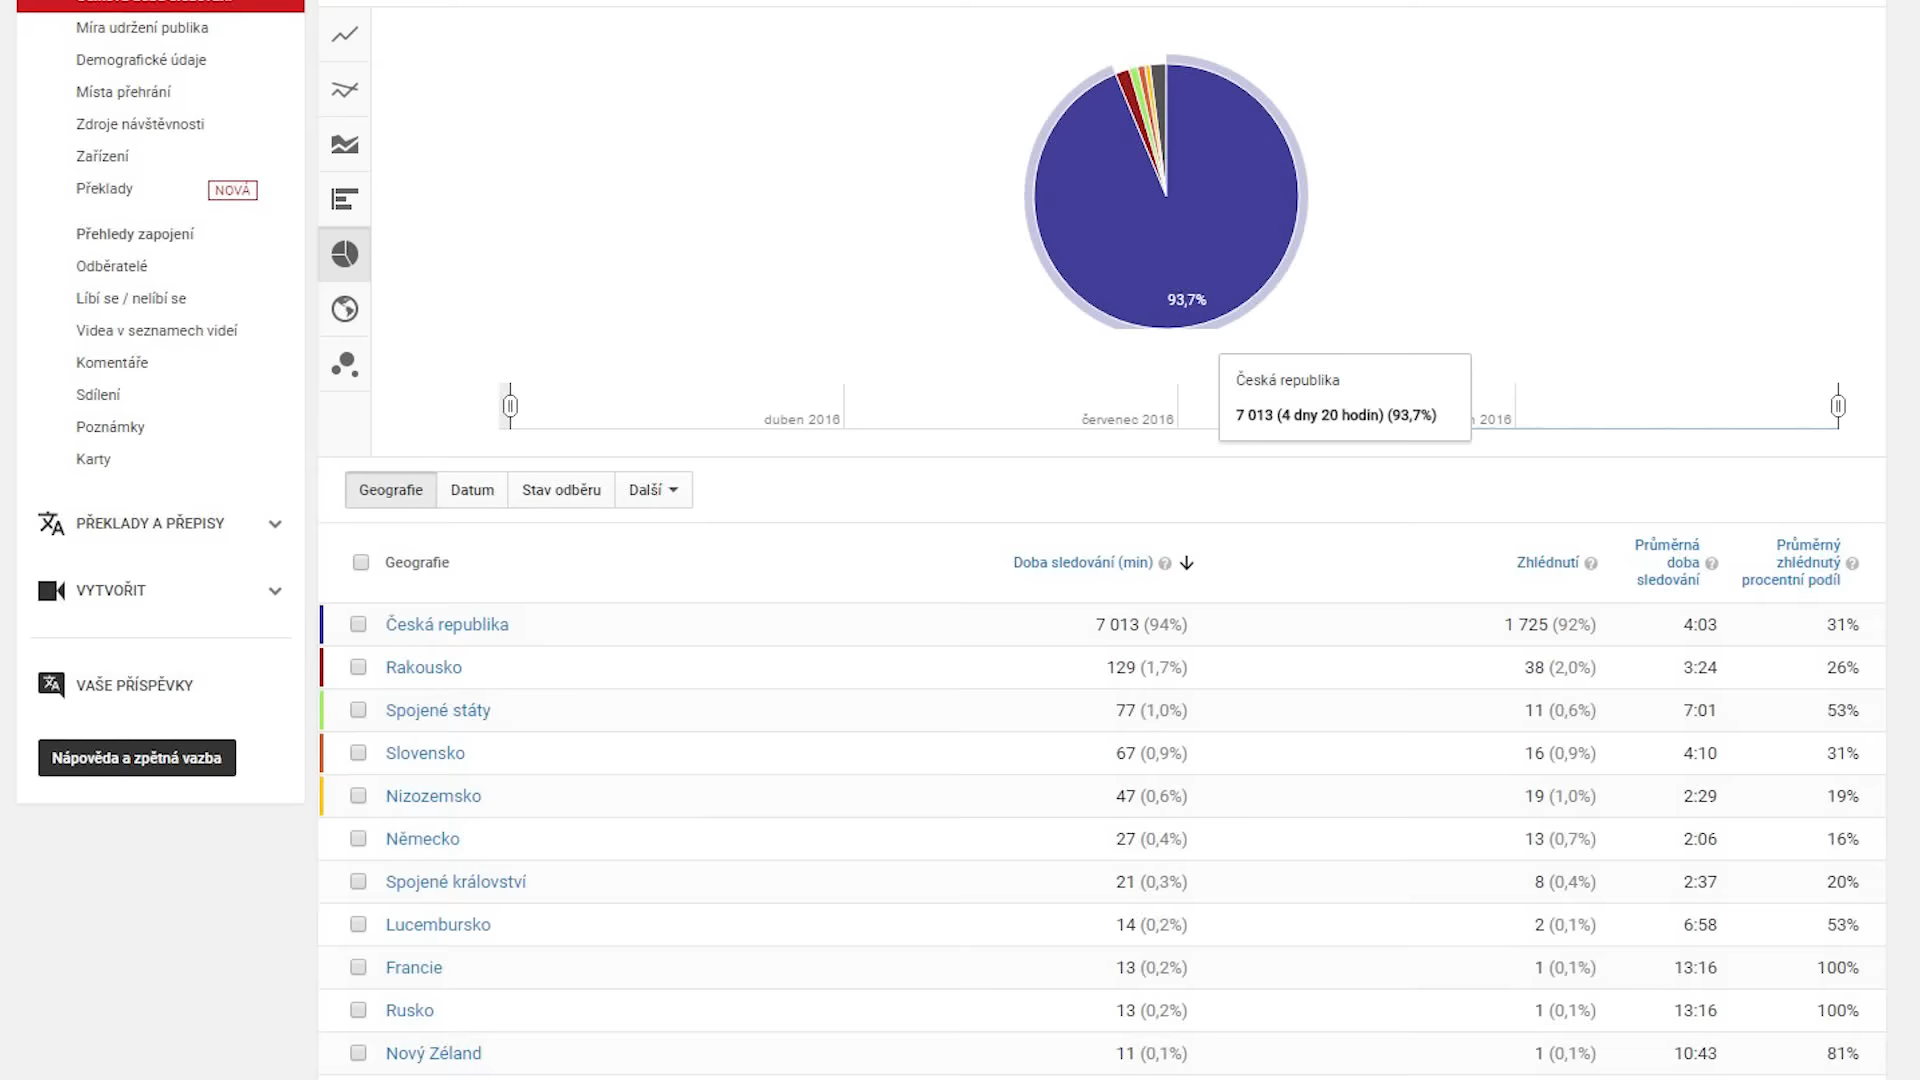 Míra udržení publika
Demografické údaje
Místa přehrání
Zdroje návštěvnosti
Zařízení
Překlady NOVÁ
Přehledy zapojení
Odběratelé
Líbí se / nelíbí se
Videa v seznamech videí
Komentáře
Sdílení
Poznámky
Karty
PŘEKLADY A PŘEPISY
VYTVOŘIT
VAŠE PŘÍSPĚVKY
Nápověda a zpětná vazba
93,7%
duben 2016
červenec 2016
2016
Česká republika
7 013 (4 dny 20 hodin) (93,7%)
Geografie Datum Stav odběru Další
Geografie Doba sledování (min) Zhlédnutí Průměrná doba sledování Průměrný zhlédnutý procentní podíl
Česká republika 7 013 (94%) 1 725 (92%) 4:03 31%
Rakousko 129 (1,7%) 38 (2,0%) 3:24 26%
Spojené státy 77 (1,0%) 11 (0,6%) 7:01 53%
Slovensko 67 (0,9%) 16 (0,9%) 4:10 31%
Nizozemsko 47 (0,6%) 19 (1,0%) 2:29 19%
Německo 27 (0,4%) 13 (0,7%) 2:06 16%
Spojené království 21 (0,3%) 8 (0,4%) 2:37 20%
Lucembursko 14 (0,2%) 2 (0,1%) 6:58 53%
Francie 13 (0,2%) 1 (0,1%) 13:16 100%
Rusko 13 (0,2%) 1 (0,1%) 13:16 100%
Nový Zéland 11 (0,1%) 1 (0,1%) 10:43 81%